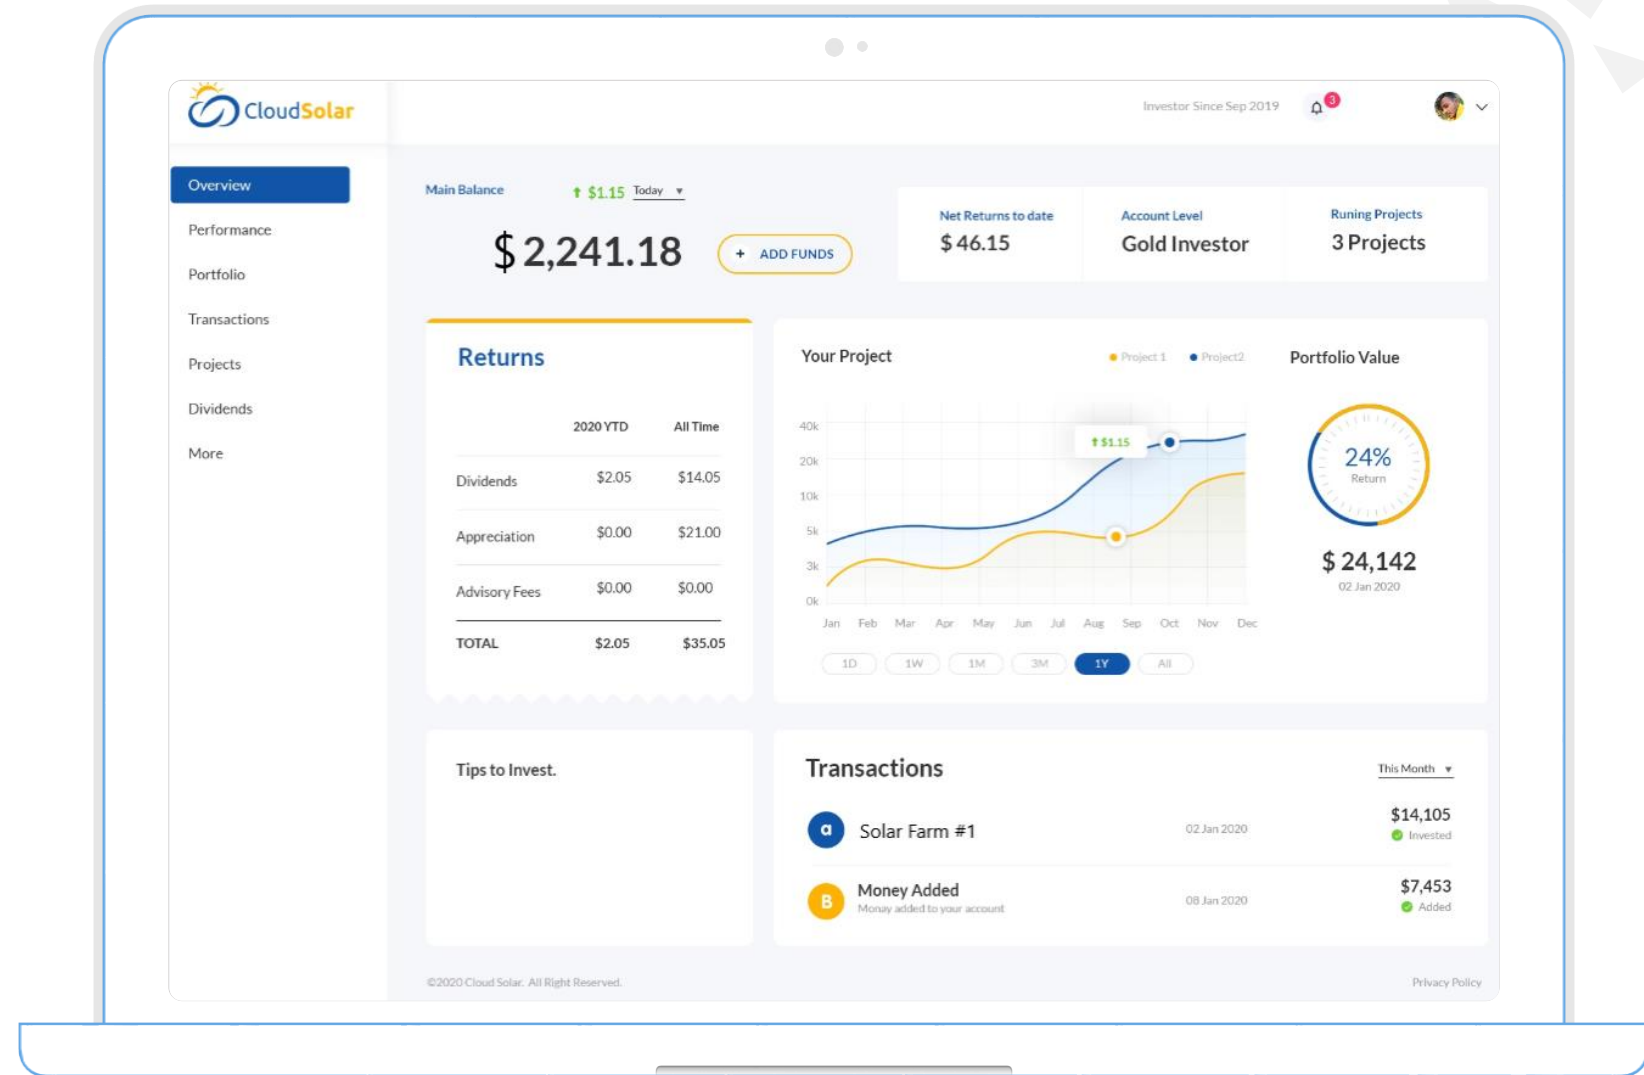 CloudSolar
Investor Since Sep 2019
3
Overview
Performance
Portfolio
Transactions
Projects
Dividends
More
Main Balance
$1.15 Today
$ 2,241.18
+ ADD FUNDS
Net Returns to date
$ 46.15
Account Level
Gold Investor
Runing Projects
3 Projects
Returns
2020 YTD All Time
Dividends $2.05 $14.05
Appreciation $0.00 $21.00
Advisory Fees $0.00 $0.00
TOTAL $2.05 $35.05
Your Project
Project 1 Project2
40k
20k
10k
5k
3k
0k
$1.15
Jan Feb Mar Apr May Jun Jul Aug Sep Oct Nov Dec
1D 1W 1M 3M 1Y All
Portfolio Value
24%
Return
$ 24,142
02 Jan 2020
Tips to Invest.
Transactions
This Month
a Solar Farm #1 02 Jan 2020 $14,105
Invested
B Money Added 08 Jan 2020 $7,453
Monay added to your account Added
©2020 Cloud Solar. All Right Reserved.
Privacy Policy